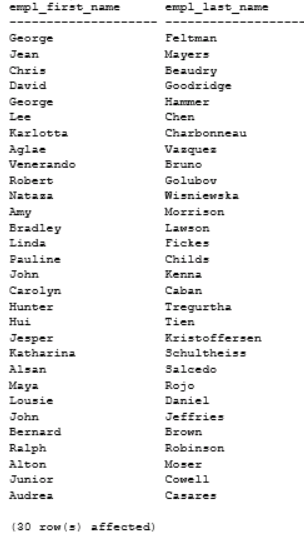 empl_first_name empl_last_name
------------------- -------------------
George Feltman
Jean Mayers
Chris Beaudry
David Goodridge
George Hammer
Lee Chen
Karlotta Charbonneau
Aglae Vazquez
Venerando Bruno
Robert Golubov
Nataza Wisniewska
Amy Morrison
Bradley Lawson
Linda Fickes
Pauline Childs
John Kenna
Carolyn Caban
Hunter Tregurtha
Hui Tien
Jesper Kristoffersen
Katharina Schultheiss
Alsan Salcedo
Maya Rojo
Lousie Daniel
John Jeffries
Bernard Brown
Ralph Robinson
Alton Moser
Junior Cowell
Audrea Casares
(30 row(s) affected)